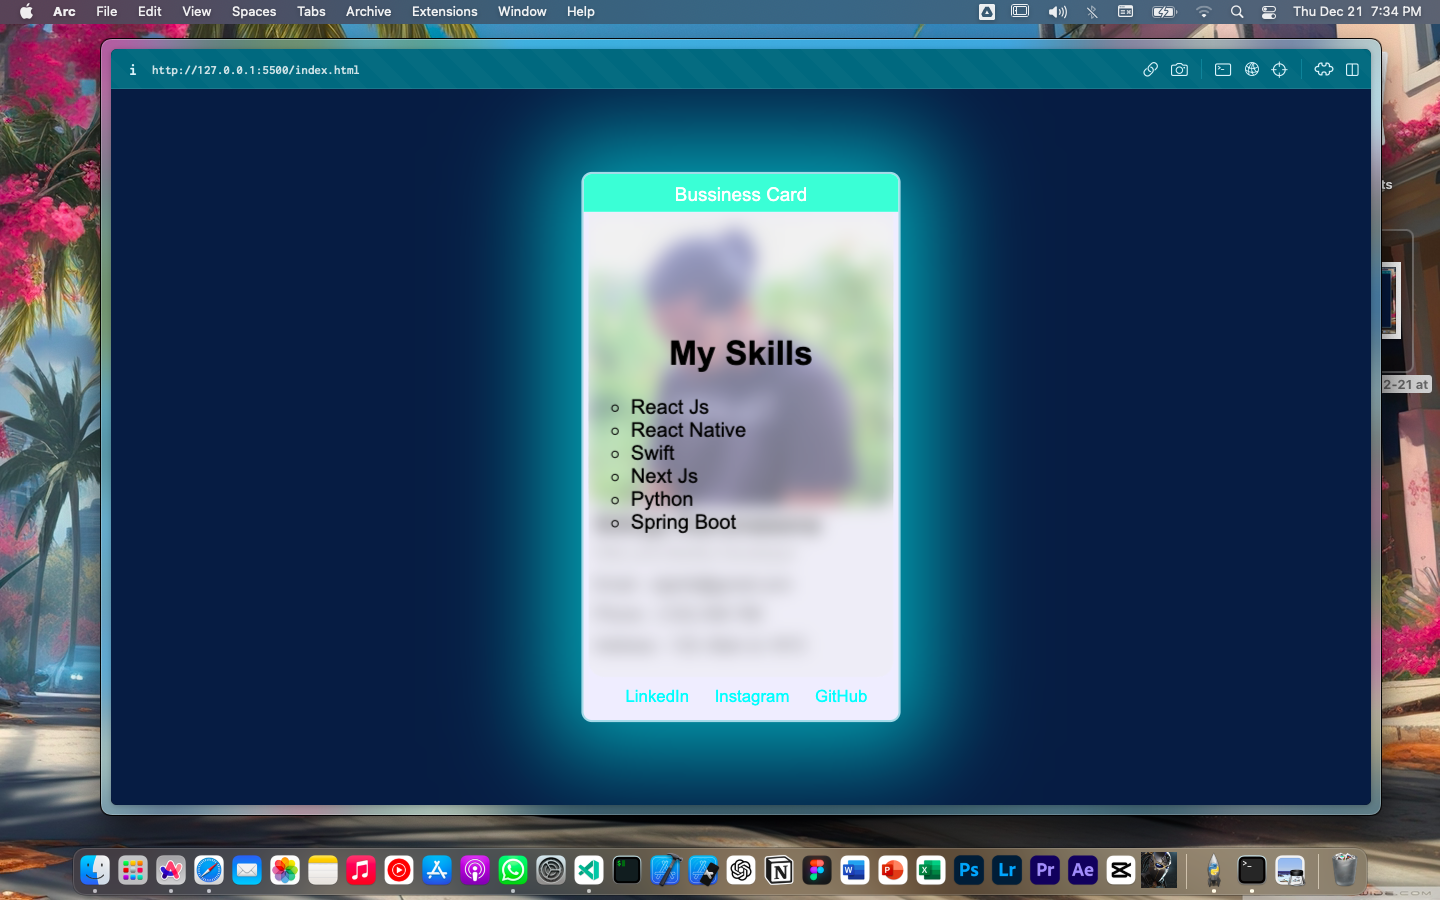 Arc File Edit View Spaces Tabs Archive Extensions Window Help Thu Dec 21 7:34 PM
i http://127.0.0.1:5500/index.html
ts
2-21 at
Bussiness Card
My Skills
React Js
React Native
Swift
Next Js
Python
Spring Boot
LinkedIn Instagram GitHub
Ps Lr Pr Ae